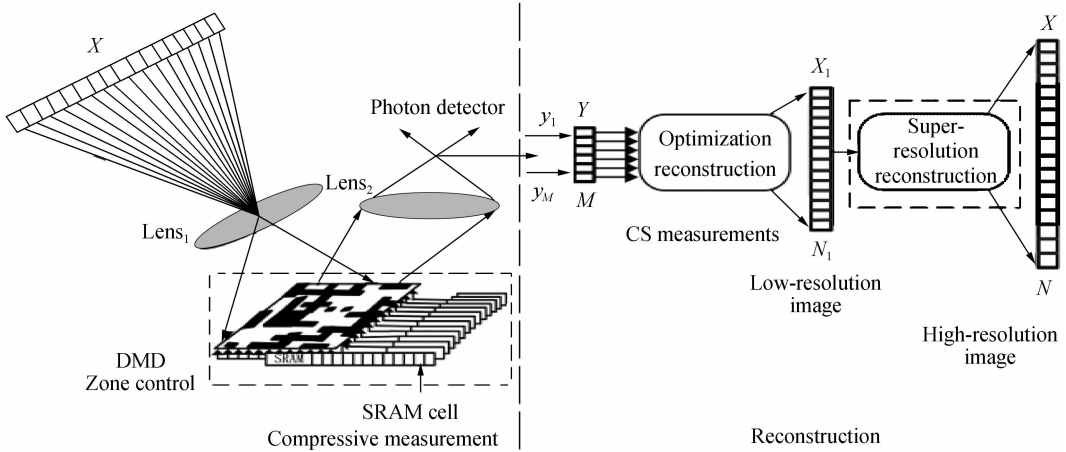 X
Photon detector
Lens1
Lens2
SRAM
DMD
Zone control
SRAM cell
Compressive measurement
y1
yM
Y
M
Optimization
reconstruction
CS measurements
X1
N1
Low-resolution
image
Super-
resolution
reconstruction
X
N
High-resolution
image
Reconstruction